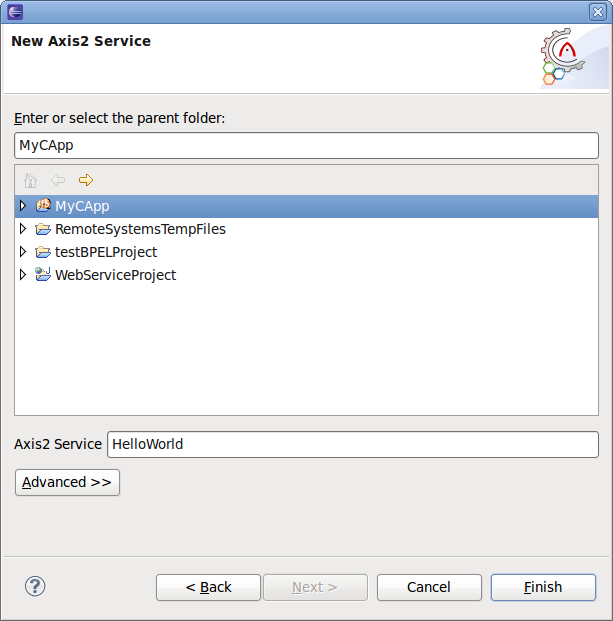 New Axis2 Service
Enter or select the parent folder:
MyCApp
MyCApp
RemoteSystemsTempFiles
testBPELProject
WebServiceProject
Axis2 Service HelloWorld
Advanced >>
? < Back Next > Cancel Finish